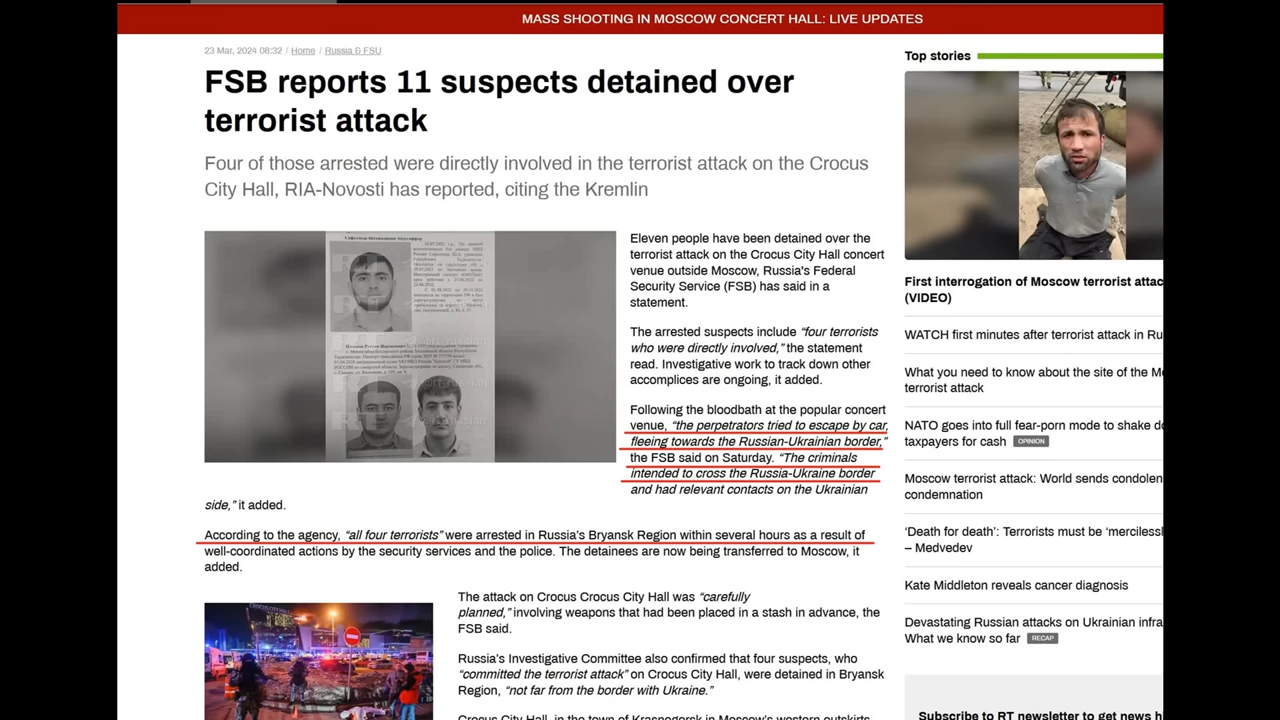 MASS SHOOTING IN MOSCOW CONCERT HALL: LIVE UPDATES
23 Mar, 2024 08:32 / Home / Russia & FSU
FSB reports 11 suspects detained over
terrorist attack
Four of those arrested were directly involved in the terrorist attack on the Crocus
City Hall, RIA-Novosti has reported, citing the Kremlin
Eleven people have been detained over the
terrorist attack on the Crocus City Hall concert
venue outside Moscow, Russia's Federal
Security Service (FSB) has said in a
statement.
The arrested suspects include "four terrorists
who were directly involved," the statement
read. Investigative work to track down other
accomplices are ongoing, it added.
Following the bloodbath at the popular concert
venue, "the perpetrators tried to escape by car,
fleeing towards the Russian-Ukrainian border,"
the FSB said on Saturday. "The criminals
intended to cross the Russia-Ukraine border
and had relevant contacts on the Ukrainian
side," it added.
According to the agency, "all four terrorists" were arrested in Russia's Bryansk Region within several hours as a result of
well-coordinated actions by the security services and the police. The detainees are now being transferred to Moscow, it
added.
The attack on Crocus Crocus City Hall was "carefully
planned," involving weapons that had been placed in a stash in advance, the
FSB said.
Russia's Investigative Committee also confirmed that four suspects, who
"committed the terrorist attack" on Crocus City Hall, were detained in Bryansk
Region, "not far from the border with Ukraine."
Crocus City Hall, in the town of Krasnogorsk in Moscow's western outskirts
CROCUS CITY HALL
Top stories
First interrogation of Moscow terrorist attac
(VIDEO)
WATCH first minutes after terrorist attack in Ru
What you need to know about the site of the M
terrorist attack
NATO goes into full fear-porn mode to shake d
taxpayers for cash OPINION
Moscow terrorist attack: World sends condolen
condemnation
'Death for death': Terrorists must be 'merciless
– Medvedev
Kate Middleton reveals cancer diagnosis
Devastating Russian attacks on Ukrainian infra
What we know so far RECAP
Subscribe to RT newsletter to get news h